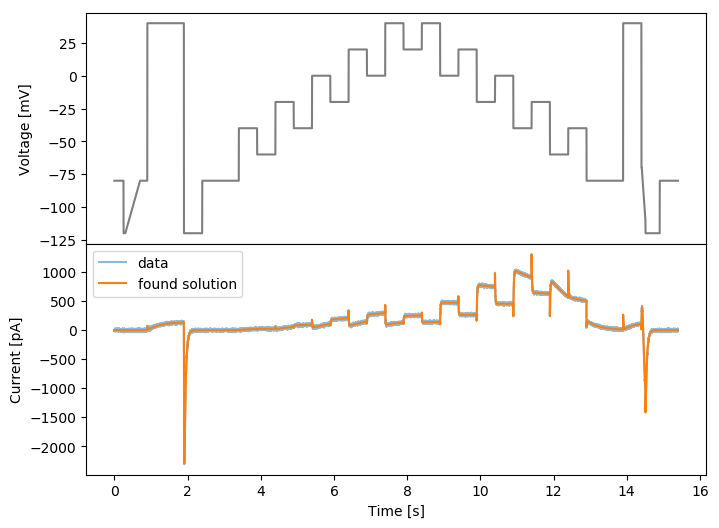 Voltage [mV]
25
0
−25
−50
−75
−100
−125
data
found solution
Current [pA]
1000
500
0
−500
−1000
−1500
−2000
0 2 4 6 8 10 12 14 16
Time [s]